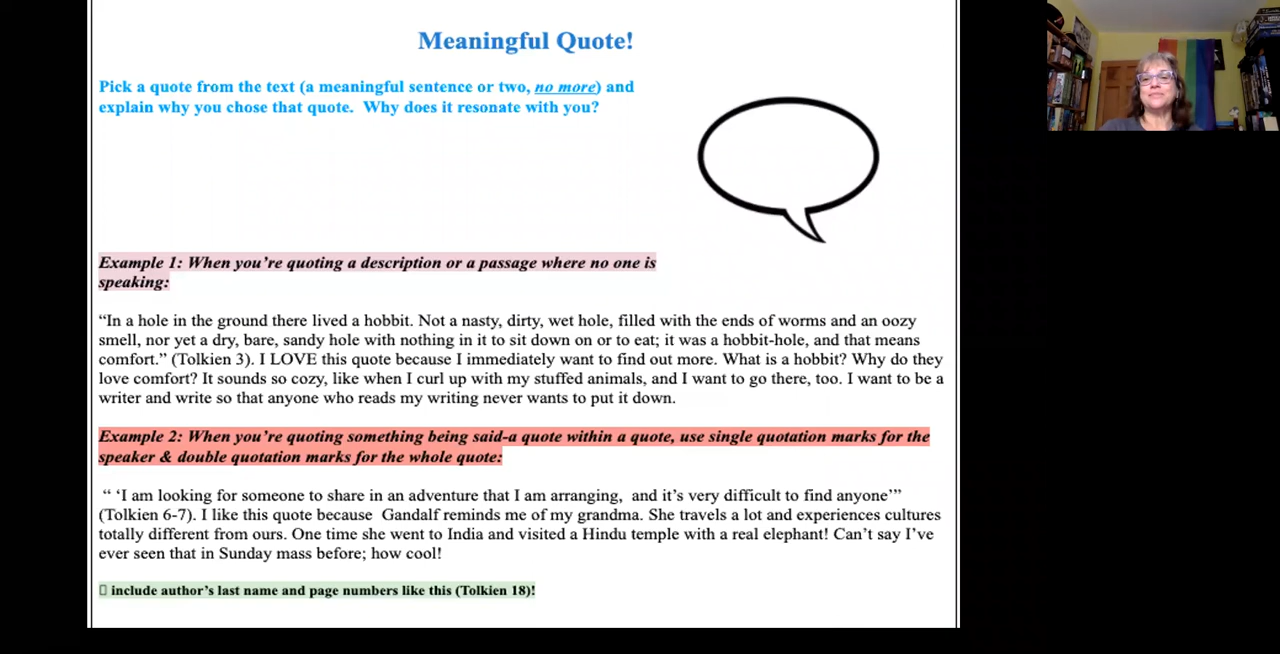 Meaningful Quote!
Pick a quote from the text (a meaningful sentence or two, no more) and
explain why you chose that quote.  Why does it resonate with you?
Example 1: When you’re quoting a description or a passage where no one is
speaking:
“In a hole in the ground there lived a hobbit. Not a nasty, dirty, wet hole, filled with the ends of worms and an oozy
smell, nor yet a dry, bare, sandy hole with nothing in it to sit down on or to eat; it was a hobbit-hole, and that means
comfort.” (Tolkien 3). I LOVE this quote because I immediately want to find out more. What is a hobbit? Why do they
love comfort? It sounds so cozy, like when I curl up with my stuffed animals, and I want to go there, too. I want to be a
writer and write so that anyone who reads my writing never wants to put it down.
Example 2: When you’re quoting something being said-a quote within a quote, use single quotation marks for the
speaker & double quotation marks for the whole quote:
“ ‘I am looking for someone to share in an adventure that I am arranging,  and it’s very difficult to find anyone’”
(Tolkien 6-7). I like this quote because  Gandalf reminds me of my grandma. She travels a lot and experiences cultures
totally different from ours. One time she went to India and visited a Hindu temple with a real elephant! Can’t say I’ve
ever seen that in Sunday mass before; how cool!
include author’s last name and page numbers like this (Tolkien 18)!